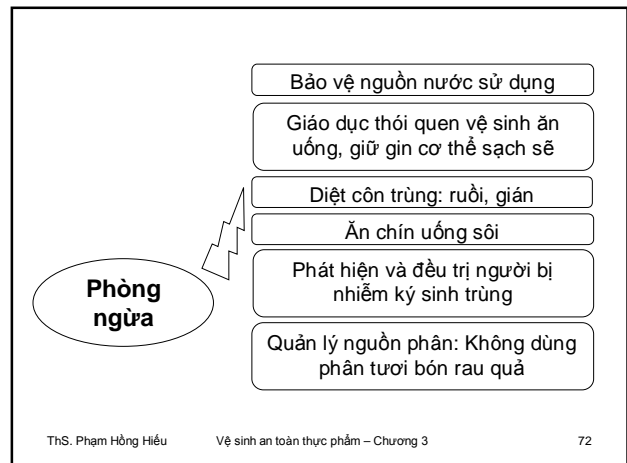 Bảo vệ nguồn nước sử dụng
Giáo dục thói quen vệ sinh ăn
uống, giữ gin cơ thể sạch sẽ
Diệt côn trùng: ruồi, gián
Ăn chín uống sôi
Phát hiện và đều trị người bị
nhiễm ký sinh trùng
Quản lý nguồn phân: Không dùng
phân tươi bón rau quả
Phòng
ngừa
ThS. Phạm Hồng Hiếu Vệ sinh an toàn thực phẩm – Chương 3 72